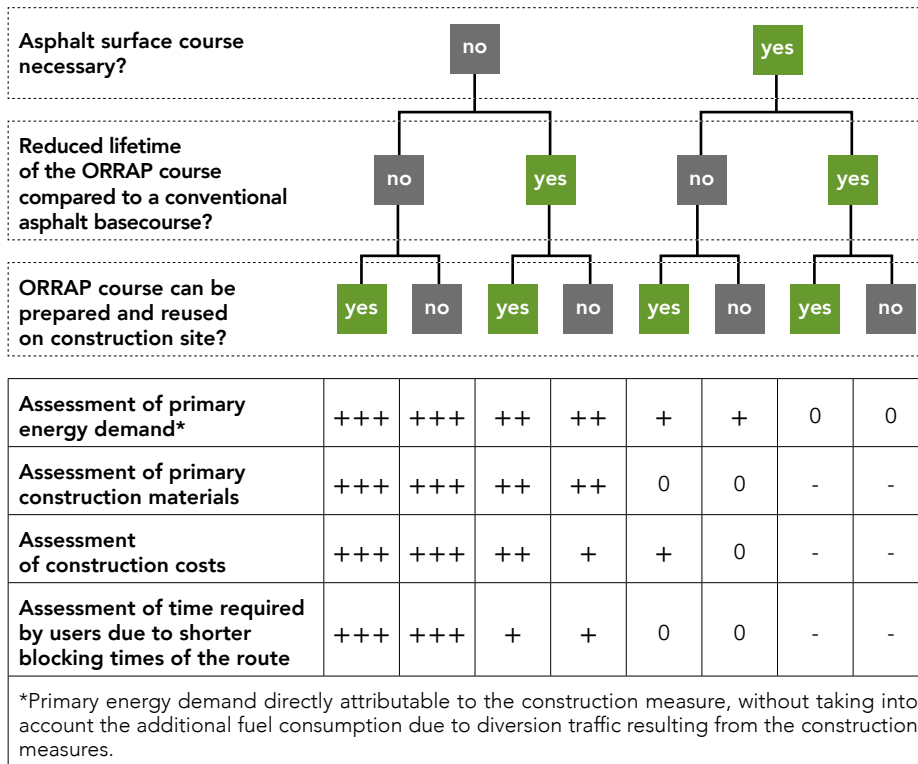 Asphalt surface course
necessary?
no
yes
Reduced lifetime
of the ORRAP course
compared to a conventional
asphalt basecourse?
no
yes
no
yes
ORRAP course can be
prepared and reused
on construction site?
yes
no
yes
no
yes
no
yes
no
Assessment of primary
energy demand*
+++ +++ ++ ++ + + 0 0
Assessment of primary
construction materials
+++ +++ ++ ++ 0 0 - -
Assessment
of construction costs
+++ +++ ++ + + 0 - -
Assessment of time required
by users due to shorter
blocking times of the route
+++ +++ + + 0 0 - -
*Primary energy demand directly attributable to the construction measure, without taking into
account the additional fuel consumption due to diversion traffic resulting from the construction
measures.